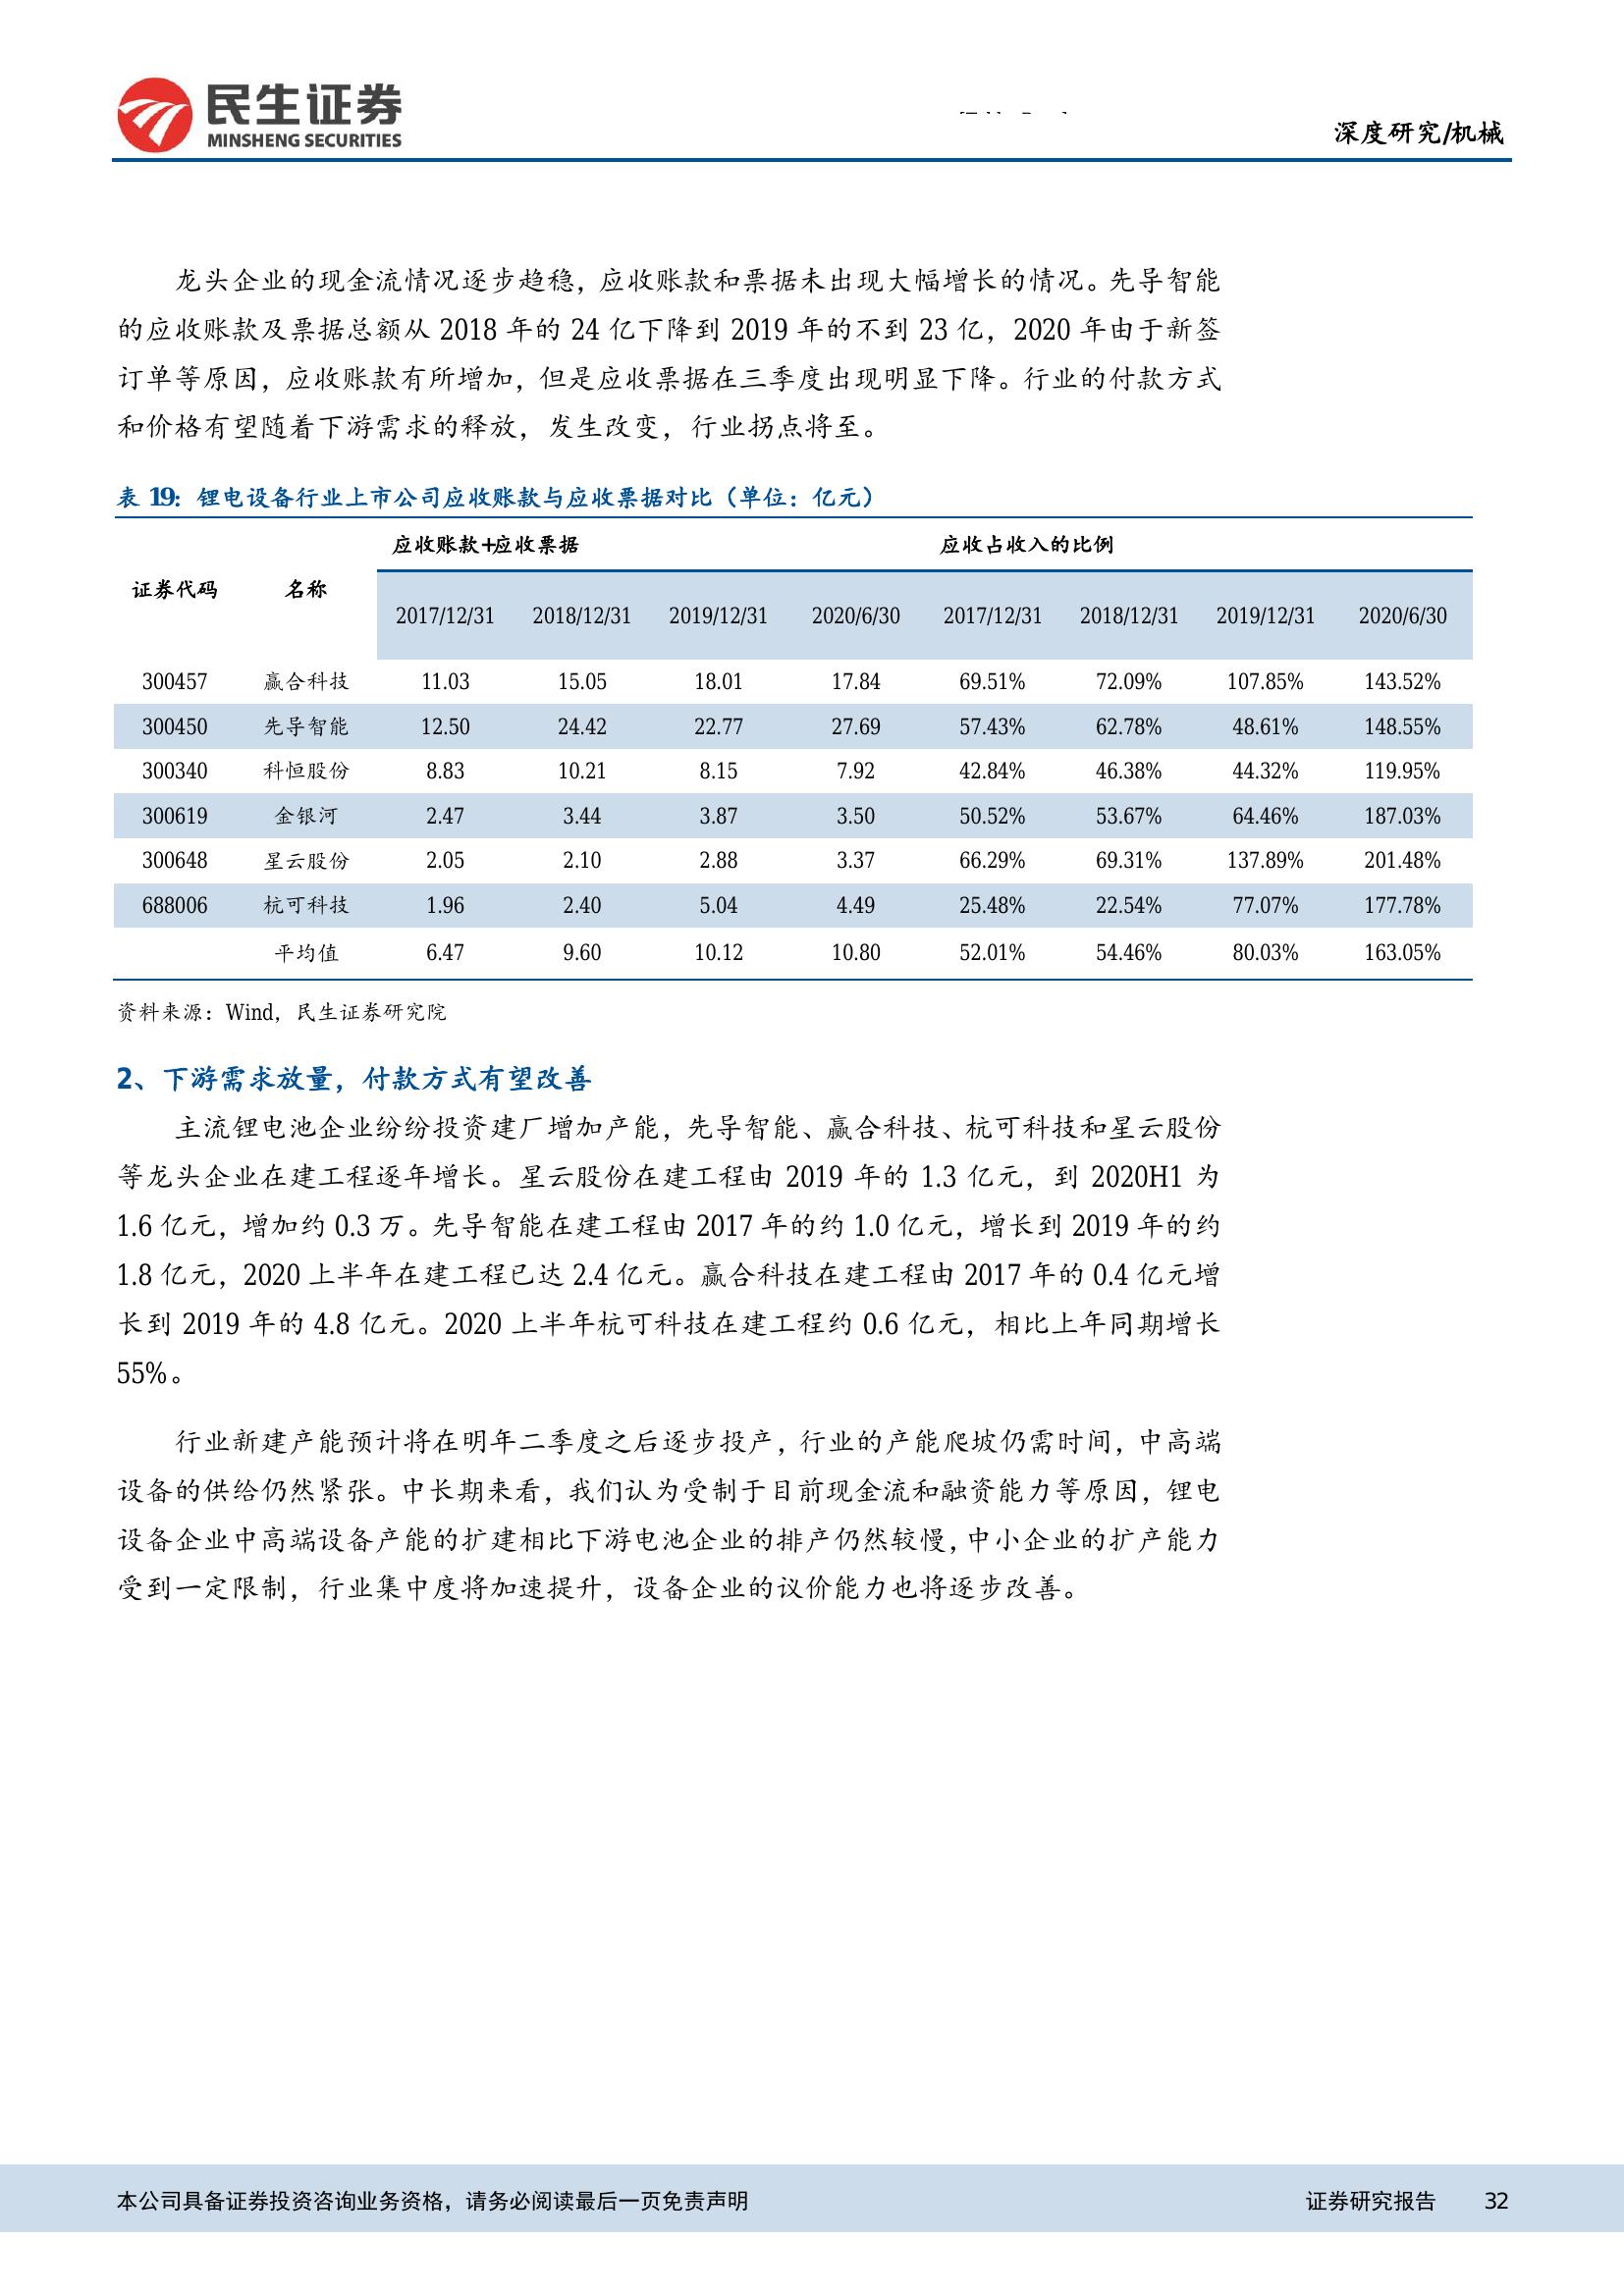 民生证券
MINSHENG SECURITIES
深度研究/机械
龙头企业的现金流情况逐步趋稳，应收账款和票据未出现大幅增长的情况。先导智能
的应收账款及票据总额从 2018 年的 24 亿下降到 2019 年的不到 23 亿，2020 年由于新签
订单等原因，应收账款有所增加，但是应收票据在三季度出现明显下降。行业的付款方式
和价格有望随着下游需求的释放，发生改变，行业拐点将至。
表 19：锂电设备行业上市公司应收账款与应收票据对比（单位：亿元）
应收账款+应收票据 应收占收入的比例
证券代码 名称
2017/12/31 2018/12/31 2019/12/31 2020/6/30 2017/12/31 2018/12/31 2019/12/31 2020/6/30
300457 赢合科技 11.03 15.05 18.01 17.84 69.51% 72.09% 107.85% 143.52%
300450 先导智能 12.50 24.42 22.77 27.69 57.43% 62.78% 48.61% 148.55%
300340 科恒股份 8.83 10.21 8.15 7.92 42.84% 46.38% 44.32% 119.95%
300619 金银河 2.47 3.44 3.87 3.50 50.52% 53.67% 64.46% 187.03%
300648 星云股份 2.05 2.10 2.88 3.37 66.29% 69.31% 137.89% 201.48%
688006 杭可科技 1.96 2.40 5.04 4.49 25.48% 22.54% 77.07% 177.78%
平均值 6.47 9.60 10.12 10.80 52.01% 54.46% 80.03% 163.05%
资料来源：Wind，民生证券研究院
2、下游需求放量，付款方式有望改善
主流锂电池企业纷纷投资建厂增加产能，先导智能、赢合科技、杭可科技和星云股份
等龙头企业在建工程逐年增长。星云股份在建工程由 2019 年的 1.3 亿元，到 2020H1 为
1.6 亿元，增加约 0.3 万。先导智能在建工程由 2017 年的约 1.0 亿元，增长到 2019 年的约
1.8 亿元，2020 上半年在建工程已达 2.4 亿元。赢合科技在建工程由 2017 年的 0.4 亿元增
长到 2019 年的 4.8 亿元。2020 上半年杭可科技在建工程约 0.6 亿元，相比上年同期增长
55%。
行业新建产能预计将在明年二季度之后逐步投产，行业的产能爬坡仍需时间，中高端
设备的供给仍然紧张。中长期来看，我们认为受制于目前现金流和融资能力等原因，锂电
设备企业中高端设备产能的扩建相比下游电池企业的排产仍然较慢，中小企业的扩产能力
受到一定限制，行业集中度将加速提升，设备企业的议价能力也将逐步改善。
本公司具备证券投资咨询业务资格，请务必阅读最后一页免责声明 证券研究报告 32